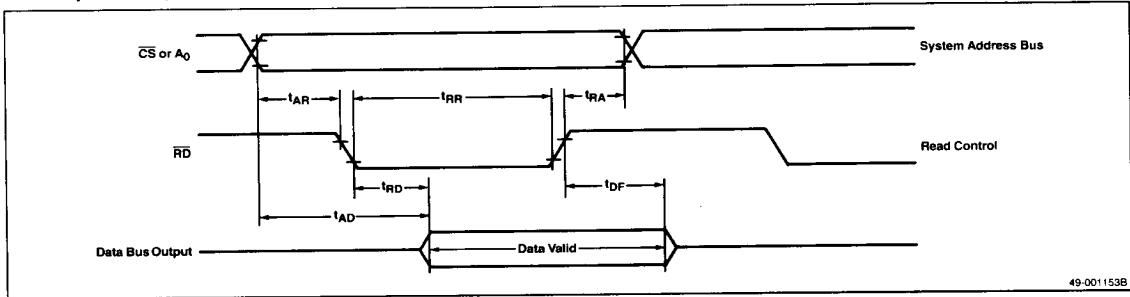 CS or A0
System Address Bus
tAR
tRR
tRA
RD
Read Control
tRD
tDF
tAD
Data Bus Output
Data Valid
49-001153B